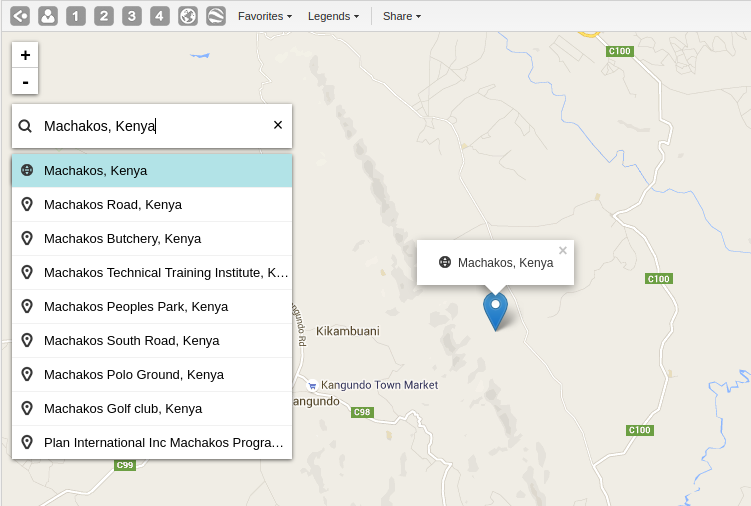 1 2 3 4 Favorites Legends Share
+
-
Machakos, Kenya ×
Machakos, Kenya
Machakos Road, Kenya
Machakos Butchery, Kenya
Machakos Technical Training Institute, K…
Machakos Peoples Park, Kenya
Machakos South Road, Kenya
Machakos Polo Ground, Kenya
Machakos Golf club, Kenya
Plan International Inc Machakos Progra…
C100
Machakos, Kenya ×
C100
ngundo Rd
Kikambuani
Kangundo Town Market
angundo
C98
C100
C99